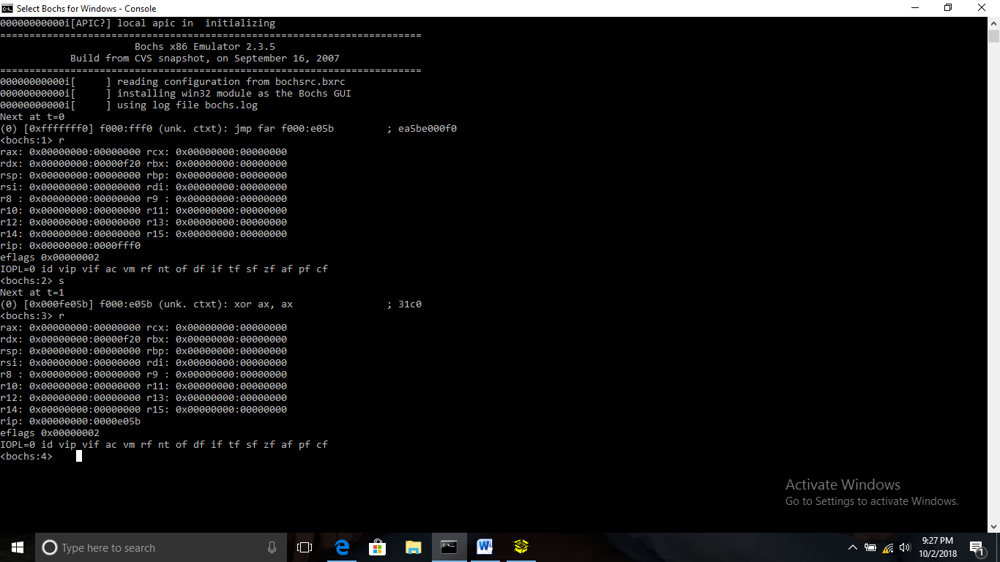 Select Bochs for Windows - Console
00000000000i[APIC?] local apic in  initializing
========================================================================
                       Bochs x86 Emulator 2.3.5
            Build from CVS snapshot, on September 16, 2007
========================================================================
00000000000i[     ] reading configuration from bochsrc.bxrc
00000000000i[     ] installing win32 module as the Bochs GUI
00000000000i[     ] using log file bochs.log
Next at t=0
(0) [0xfffffff0] f000:fff0 (unk. ctxt): jmp far f000:e05b         ; ea5be000f0
<bochs:1> r
rax: 0x00000000:00000000 rcx: 0x00000000:00000000
rdx: 0x00000000:00000f20 rbx: 0x00000000:00000000
rsp: 0x00000000:00000000 rbp: 0x00000000:00000000
rsi: 0x00000000:00000000 rdi: 0x00000000:00000000
r8 : 0x00000000:00000000 r9 : 0x00000000:00000000
r10: 0x00000000:00000000 r11: 0x00000000:00000000
r12: 0x00000000:00000000 r13: 0x00000000:00000000
r14: 0x00000000:00000000 r15: 0x00000000:00000000
rip: 0x00000000:0000fff0
eflags 0x00000002
IOPL=0 id vip vif ac vm rf nt of df if tf sf zf af pf cf
<bochs:2> s
Next at t=1
(0) [0x000fe05b] f000:e05b (unk. ctxt): xor ax, ax                ; 31c0
<bochs:3> r
rax: 0x00000000:00000000 rcx: 0x00000000:00000000
rdx: 0x00000000:00000f20 rbx: 0x00000000:00000000
rsp: 0x00000000:00000000 rbp: 0x00000000:00000000
rsi: 0x00000000:00000000 rdi: 0x00000000:00000000
r8 : 0x00000000:00000000 r9 : 0x00000000:00000000
r10: 0x00000000:00000000 r11: 0x00000000:00000000
r12: 0x00000000:00000000 r13: 0x00000000:00000000
r14: 0x00000000:00000000 r15: 0x00000000:00000000
rip: 0x00000000:0000e05b
eflags 0x00000002
IOPL=0 id vip vif ac vm rf nt of df if tf sf zf af pf cf
<bochs:4>
Activate Windows
Go to Settings to activate Windows.
Type here to search
9:27 PM
10/2/2018
1